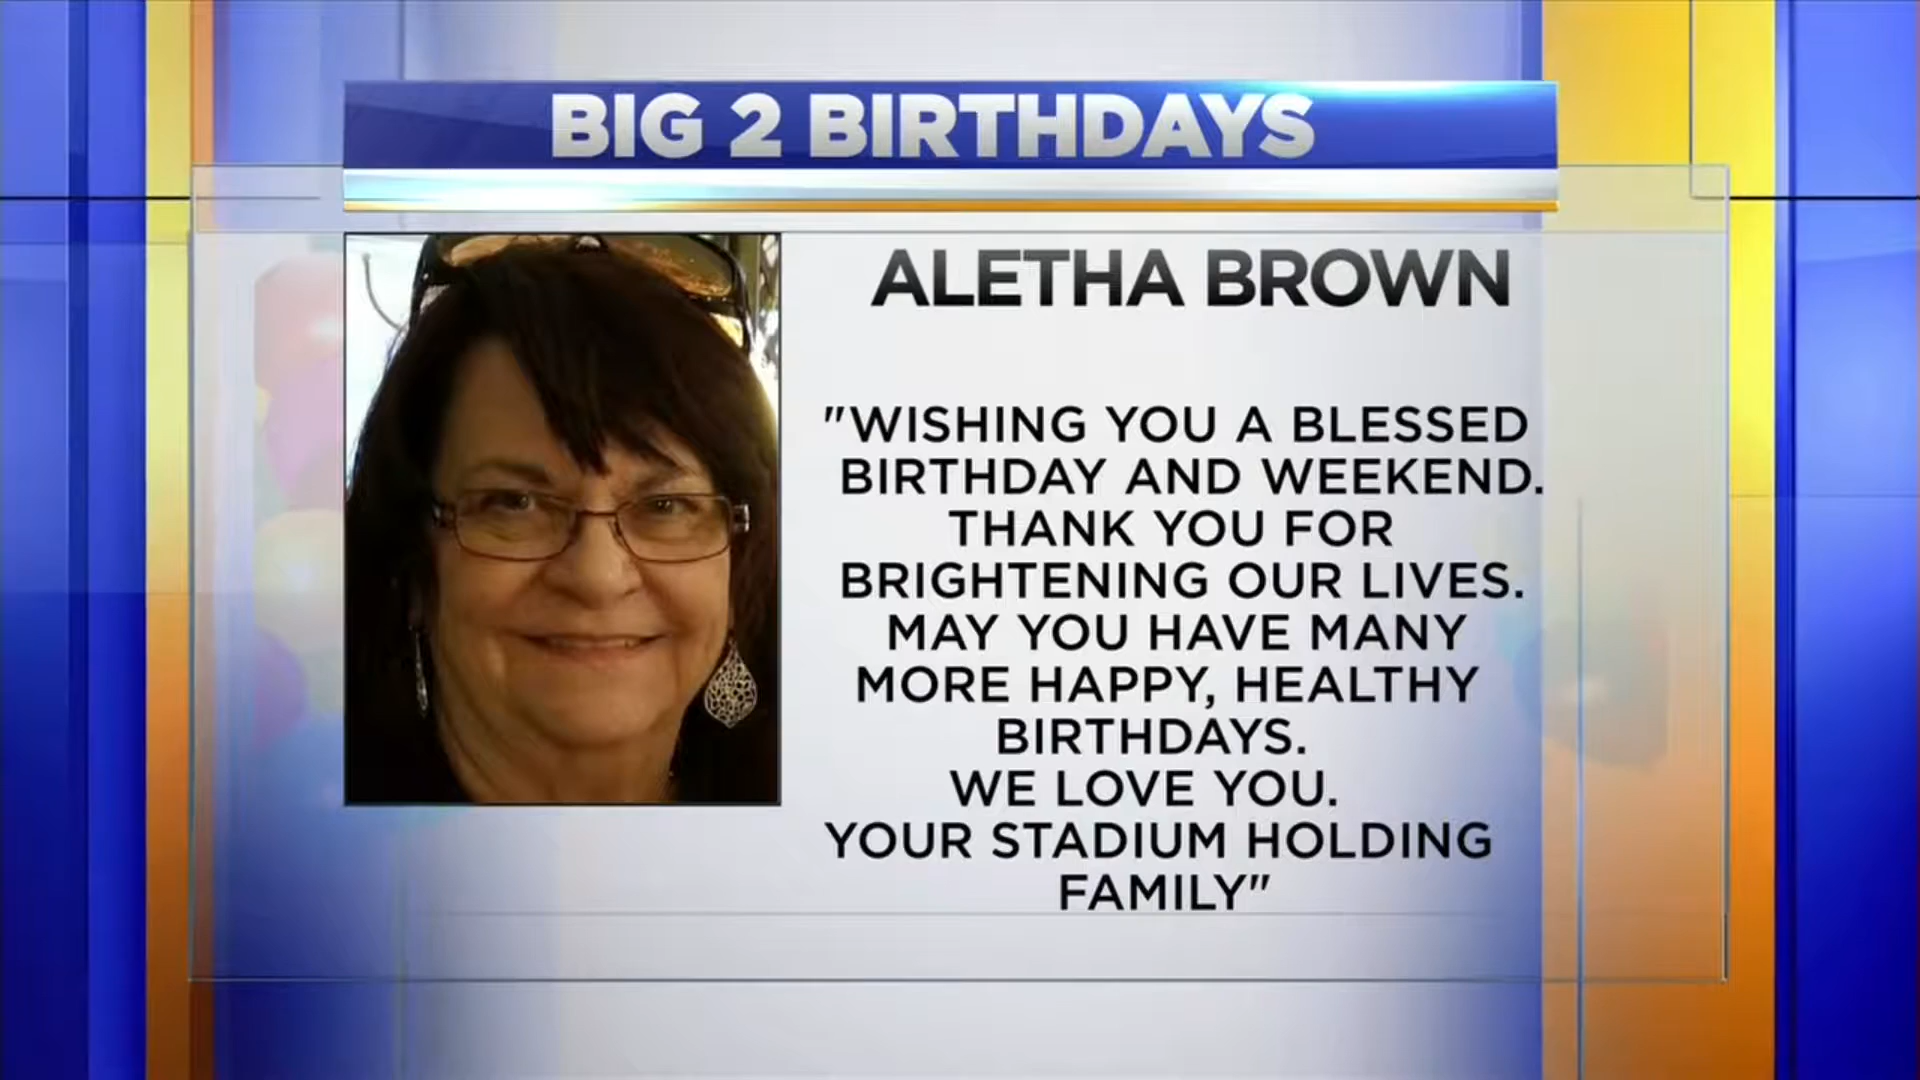 BIG 2 BIRTHDAYS
ALETHA BROWN
"WISHING YOU A BLESSED
BIRTHDAY AND WEEKEND.
THANK YOU FOR
BRIGHTENING OUR LIVES.
MAY YOU HAVE MANY
MORE HAPPY, HEALTHY
BIRTHDAYS.
WE LOVE YOU.
YOUR STADIUM HOLDING
FAMILY"